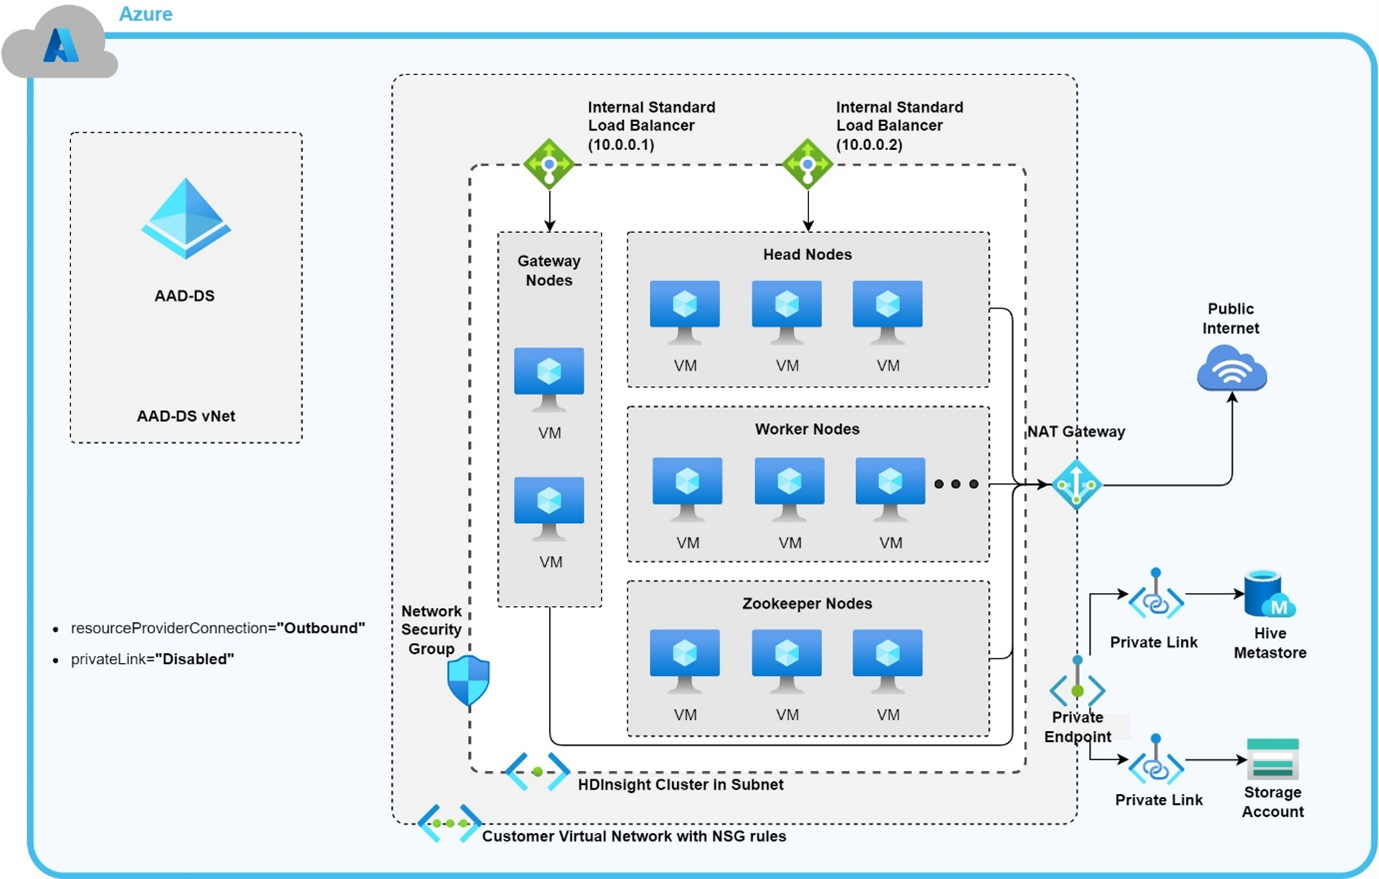 Azure
Internal Standard
Load Balancer
(10.0.0.1)
Internal Standard
Load Balancer
(10.0.0.2)
AAD-DS
AAD-DS vNet
Gateway
Nodes
VM
VM
Head Nodes
VM
VM
VM
Worker Nodes
VM
VM
VM
Zookeeper Nodes
VM
VM
VM
NAT Gateway
Public
Internet
• resourceProviderConnection="Outbound"
• privateLink="Disabled"
Network
Security
Group
HDInsight Cluster in Subnet
Customer Virtual Network with NSG rules
Private
Endpoint
Private Link
Hive
Metastore
M
Private Link
Storage
Account